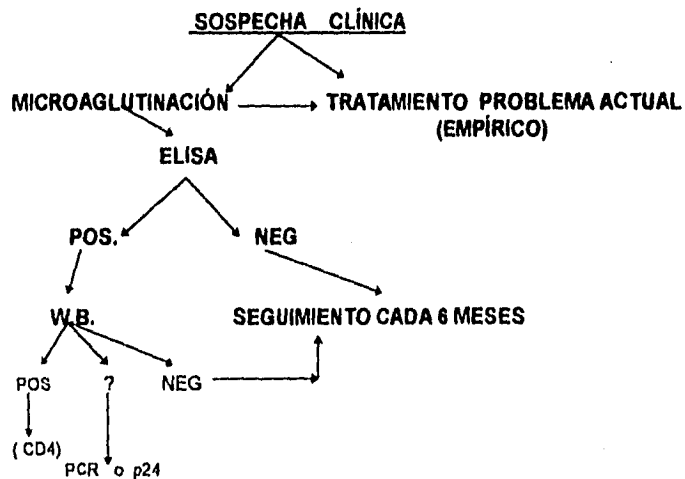 SOSPECHA CLÍNICA
MICROAGLUTINACIÓN
TRATAMIENTO PROBLEMA ACTUAL
(EMPÍRICO)
ELISA
POS.
NEG
W.B.
SEGUIMIENTO CADA 6 MESES
POS
?
NEG
( CD4)
PCR o p24